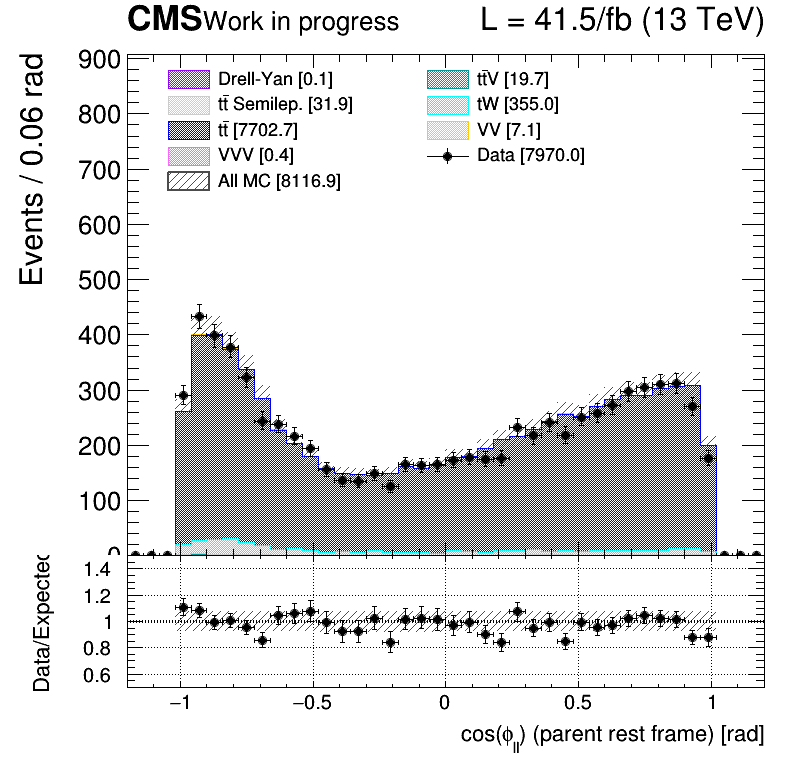 CMS Work in progress L = 41.5/fb (13 TeV)
Events / 0.06 rad
900
800
700
600
500
400
300
200
100
0
Drell-Yan [0.1]
tt̄ Semilep. [31.9]
tt̄ [7702.7]
VVV [0.4]
All MC [8116.9]
tt̄V [19.7]
tW [355.0]
VV [7.1]
Data [7970.0]
Data/Expected
1.4
1.2
1
0.8
0.6
−1 −0.5 0 0.5 1
cos(ϕ_ll) (parent rest frame) [rad]